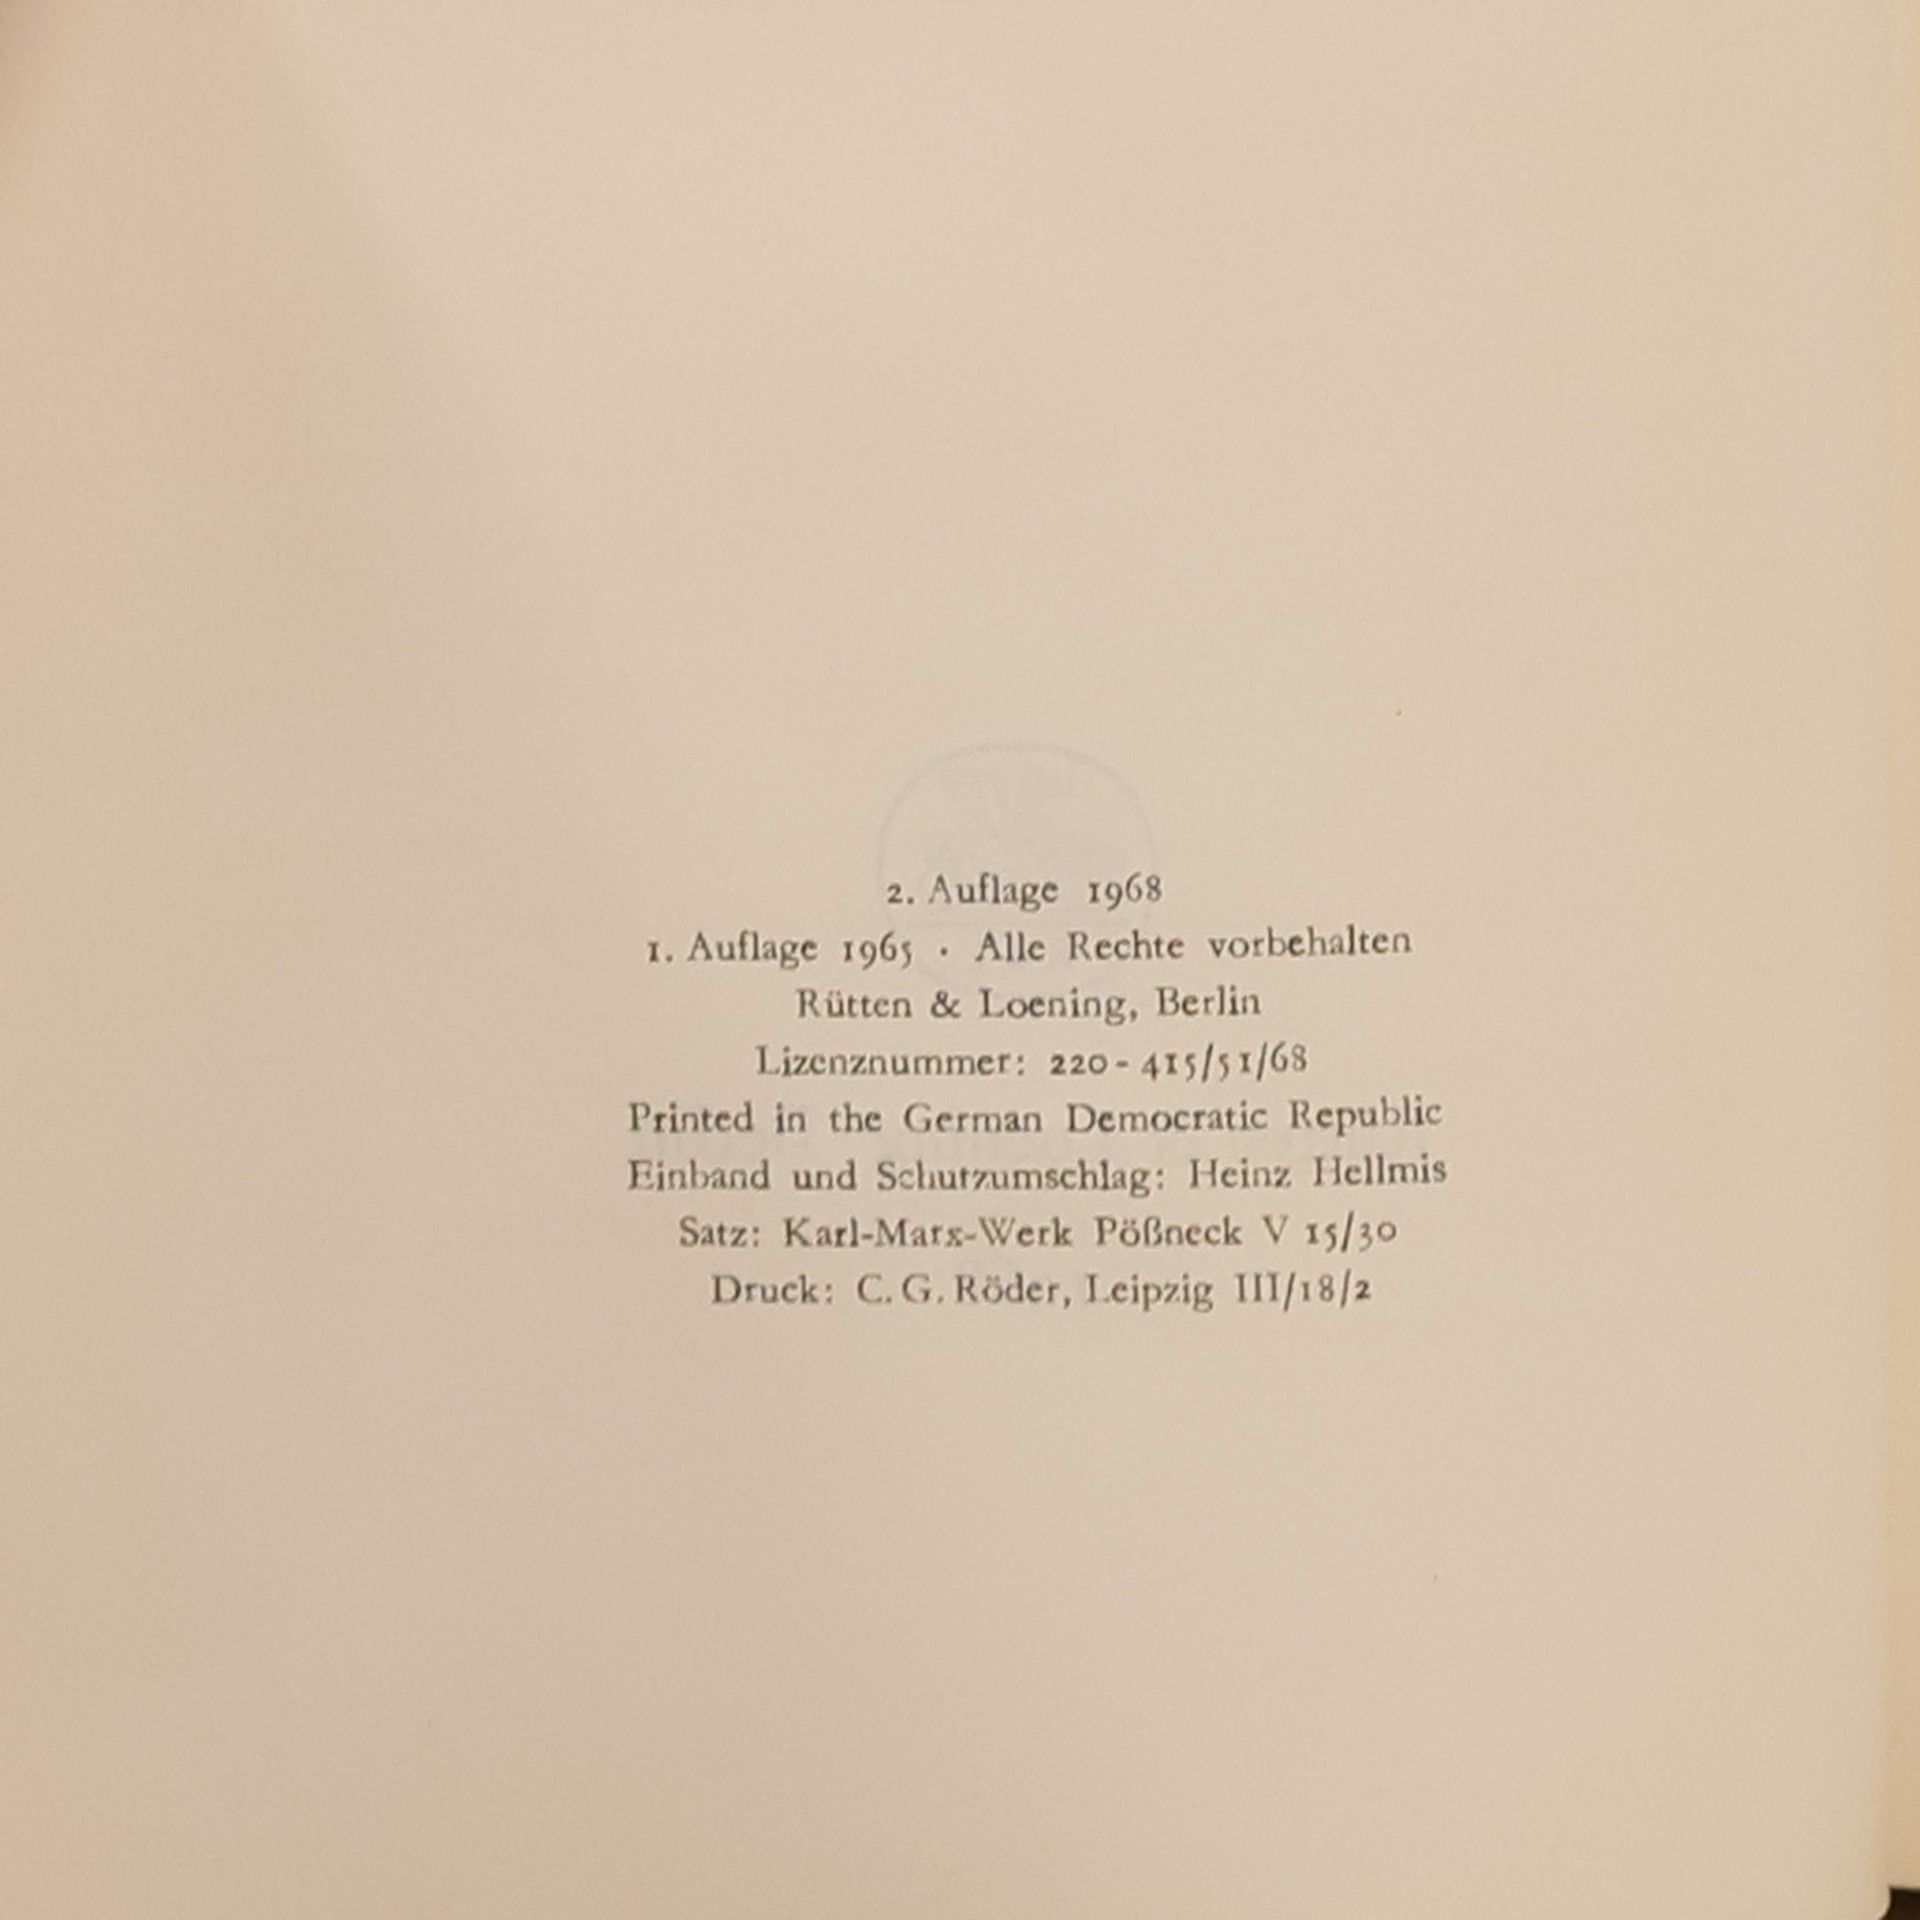 2. Auflage 1968
1. Auflage 1965 · Alle Rechte vorbehalten
Rütten & Loening, Berlin
Lizenznummer: 220 - 415/51/68
Printed in the German Democratic Republic
Einband und Schutzumschlag: Heinz Hellmis
Satz: Karl-Marx-Werk Pößneck V 15/30
Druck: C. G. Röder, Leipzig III/18/2